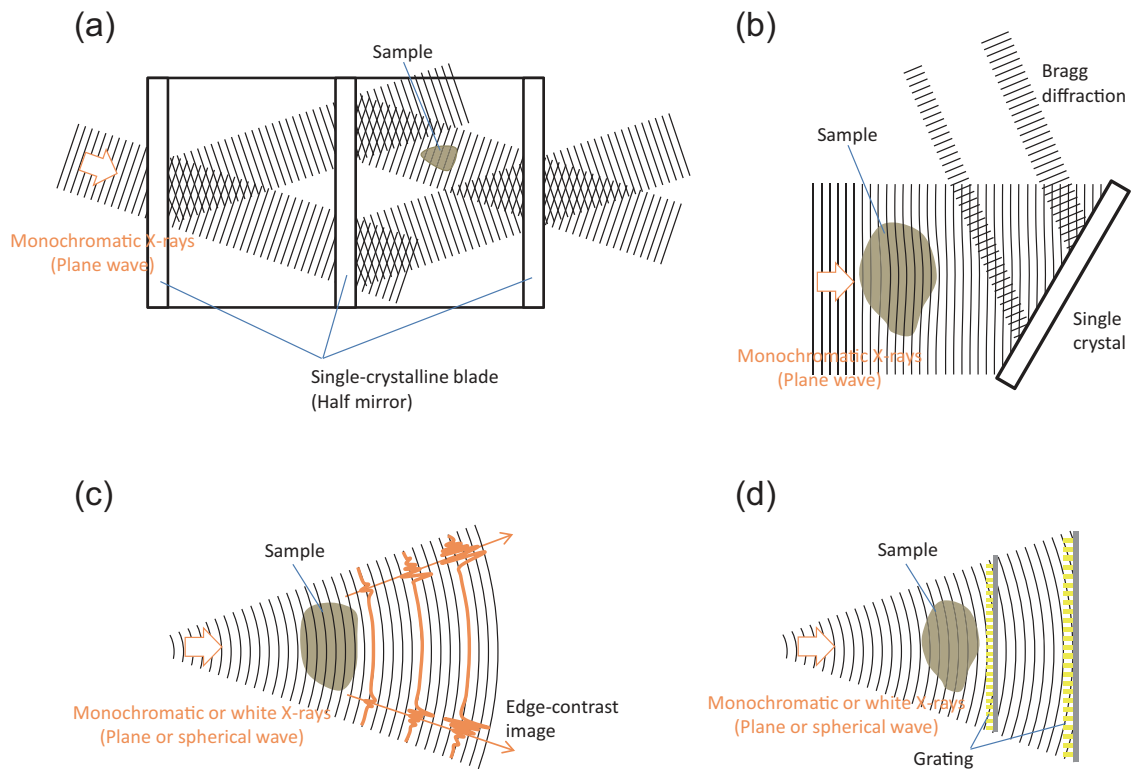 (a)
Sample
Monochromatic X-rays
(Plane wave)
Single-crystalline blade
(Half mirror)
(b)
Bragg
diffraction
Sample
Monochromatic X-rays
(Plane wave)
Single
crystal
(c)
Sample
Monochromatic or white X-rays
(Plane or spherical wave)
Edge-contrast
image
(d)
Sample
Monochromatic or white X-rays
(Plane or spherical wave)
Grating